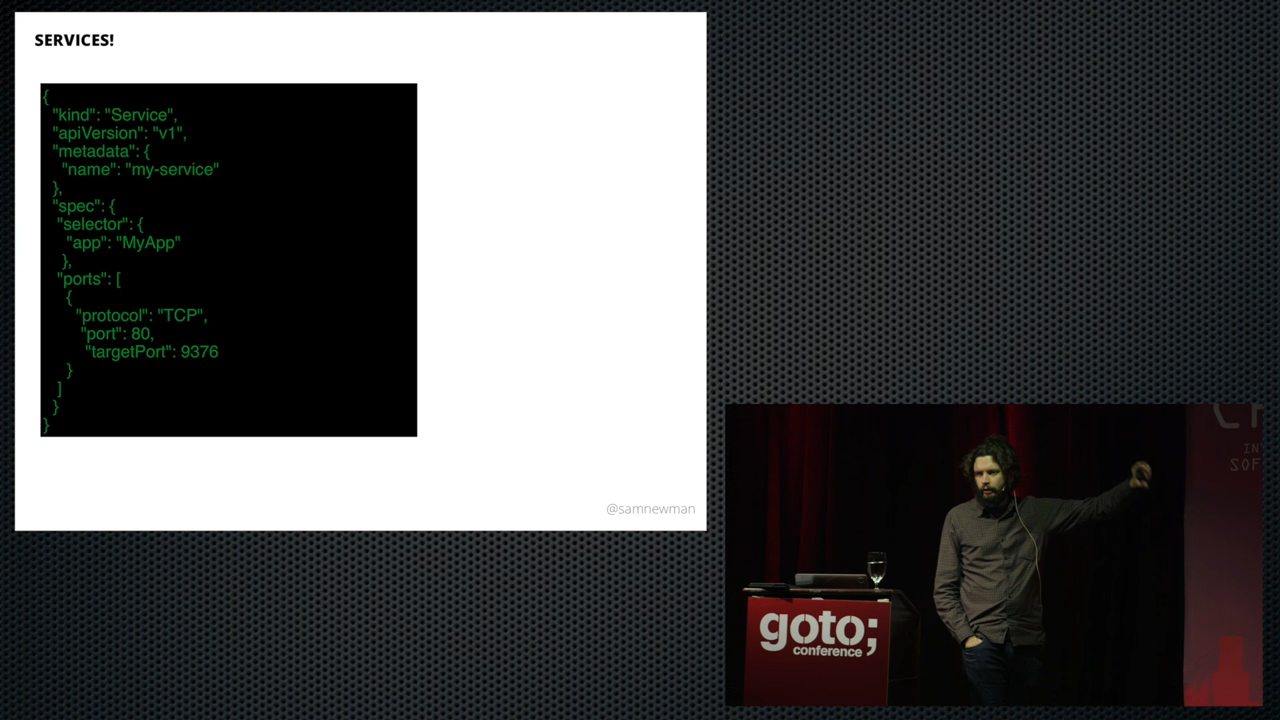 SERVICES!
{
"kind": "Service",
"apiVersion": "v1",
"metadata": {
"name": "my-service"
},
"spec": {
"selector": {
"app": "MyApp"
},
"ports": [
{
"protocol": "TCP",
"port": 80,
"targetPort": 9376
}
]
}
}
@samnewman
goto;
conference